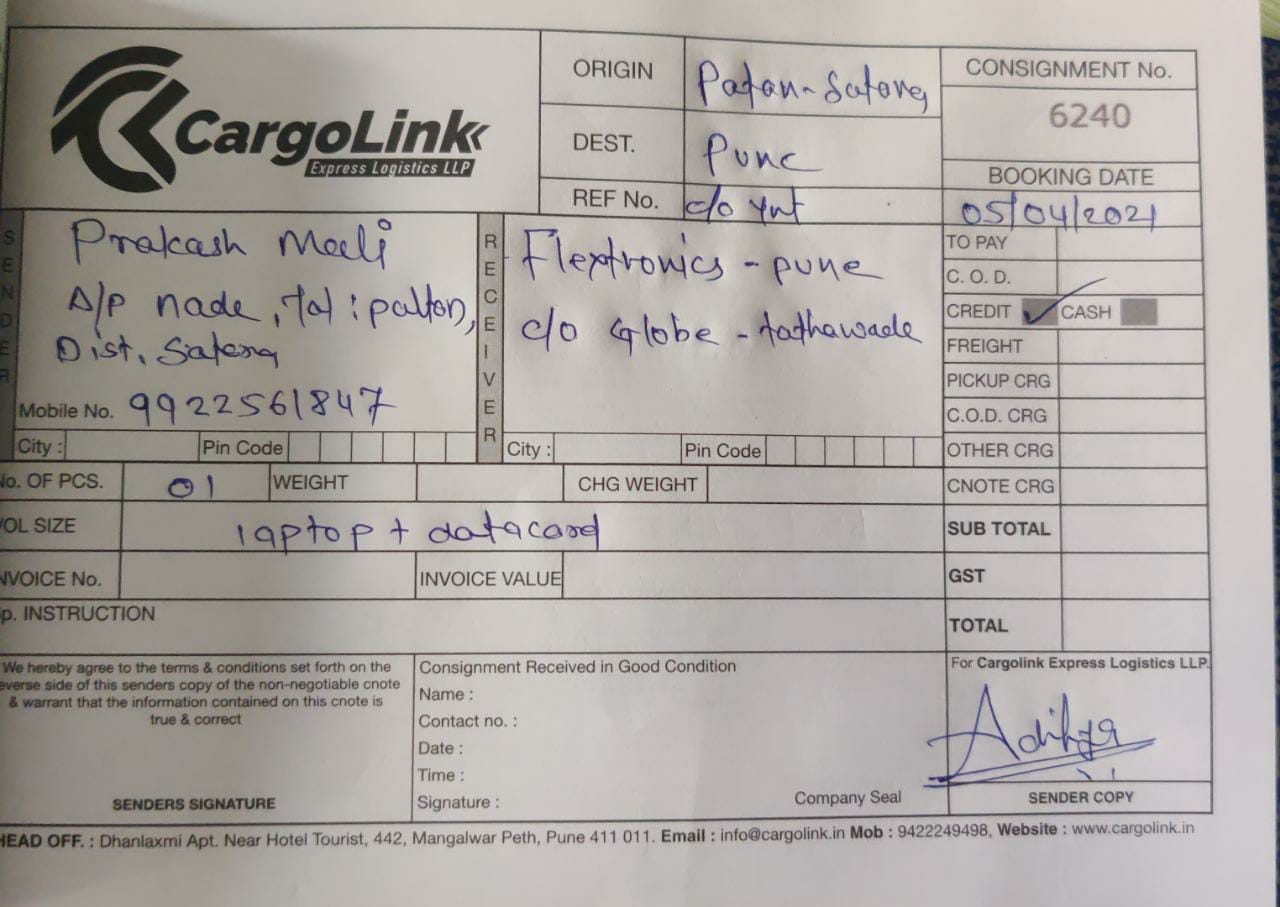 CargoLink
Express Logistics LLP
ORIGIN Patan-Satara
DEST. Pune
REF No. c/o
CONSIGNMENT No.
6240
BOOKING DATE
05/04/2021
SENDER
Prakash Mali
A/p nade, tal: patton,
Dist. Satara
Mobile No. 9922561847
City : Pin Code
RECEIVER
Flextronics - pune
c/o Globe - tathawade
City : Pin Code
TO PAY
C. O. D.
CREDIT ✓ CASH
FREIGHT
PICKUP CRG
C.O.D. CRG
OTHER CRG
CNOTE CRG
SUB TOTAL
GST
TOTAL
No. OF PCS. 01 WEIGHT CHG WEIGHT
VOL SIZE laptop + datacard
INVOICE No. INVOICE VALUE
Sp. INSTRUCTION
We hereby agree to the terms & conditions set forth on the
reverse side of this senders copy of the non-negotiable cnote
& warrant that the information contained on this cnote is
true & correct
SENDERS SIGNATURE
Consignment Received in Good Condition
Name :
Contact no. :
Date :
Time :
Signature :
Company Seal
For Cargolink Express Logistics LLP.
Aditya
SENDER COPY
HEAD OFF. : Dhanlaxmi Apt. Near Hotel Tourist, 442, Mangalwar Peth, Pune 411 011. Email : info@cargolink.in Mob : 9422249498, Website : www.cargolink.in